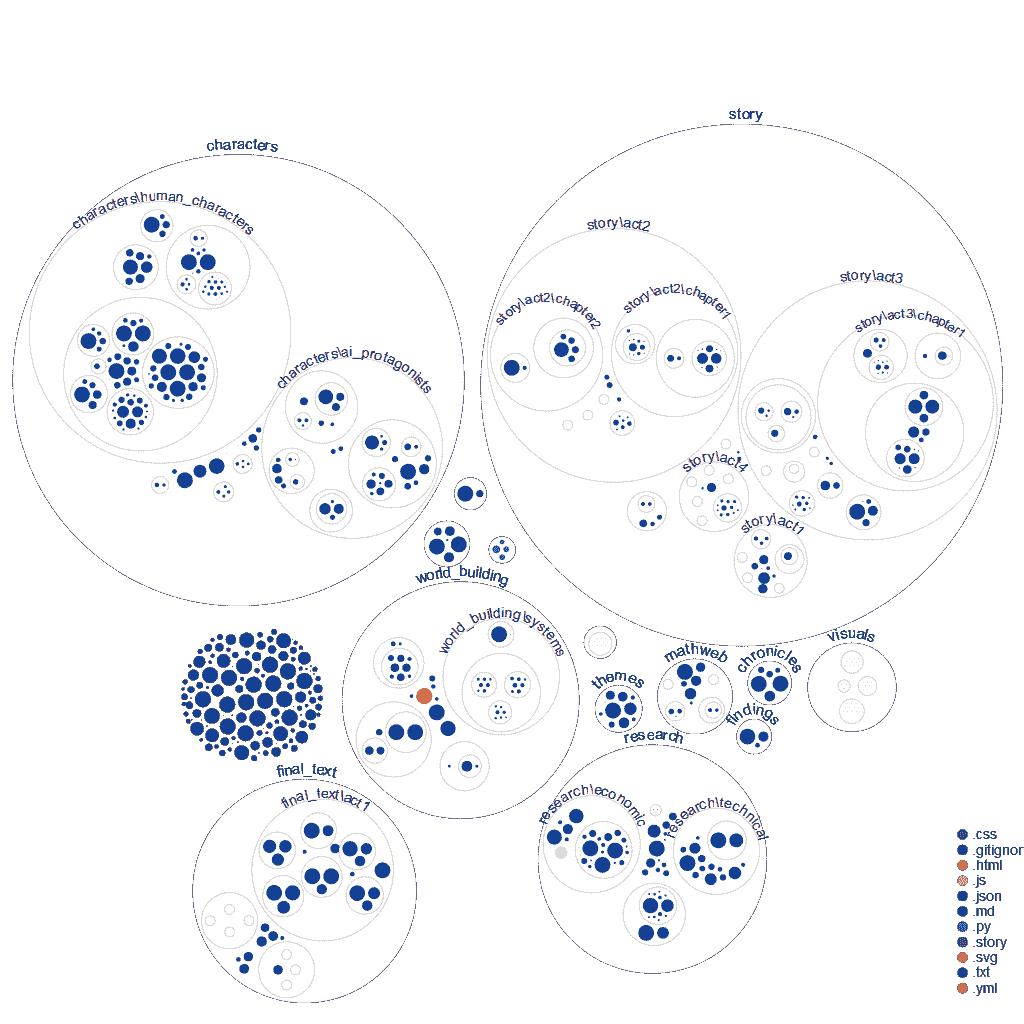 story
characters
characters\human_characters
story\act2
story\act3
story\act2\chapter2
story\act2\chapter1
story\act3\chapter1
characters\ai_protagonists
story\act4
story\act1
world_building
world_building\systems
visuals
mathweb
chronicles
themes
findings
research
final_text
final_text\act1
research\economic
research\technical
.css
.gitignor
.html
.js
.json
.md
.py
.story
.svg
.txt
.yml